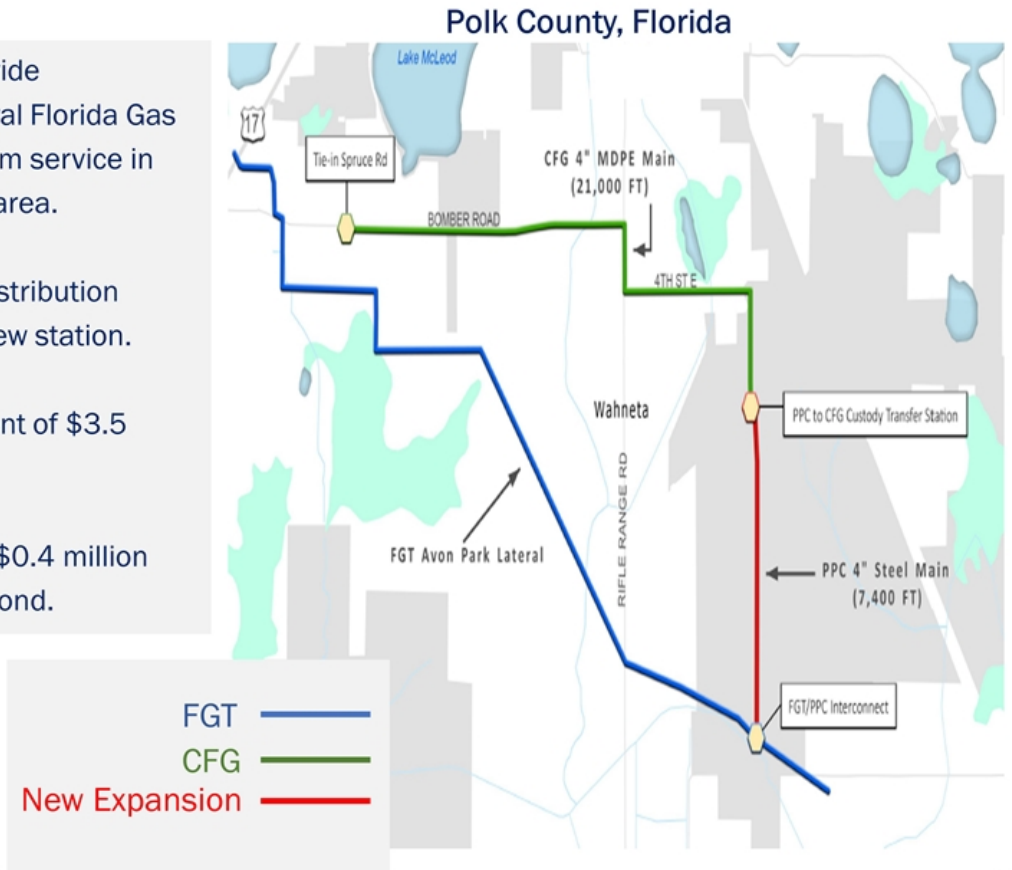 Polk County, Florida
ide
al Florida Gas
m service in
area.
stribution
ew station.
nt of $3.5
$0.4 million
ond.
Lake McLeod
17
Tie-in Spruce Rd
CFG 4" MDPE Main
(21,000 FT)
BOMBER ROAD
4TH ST E
Wahneta
PPC to CFG Custody Transfer Station
RIFLE RANGE RD
FGT Avon Park Lateral
PPC 4" Steel Main
(7,400 FT)
FGT/PPC Interconnect
FGT
CFG
New Expansion